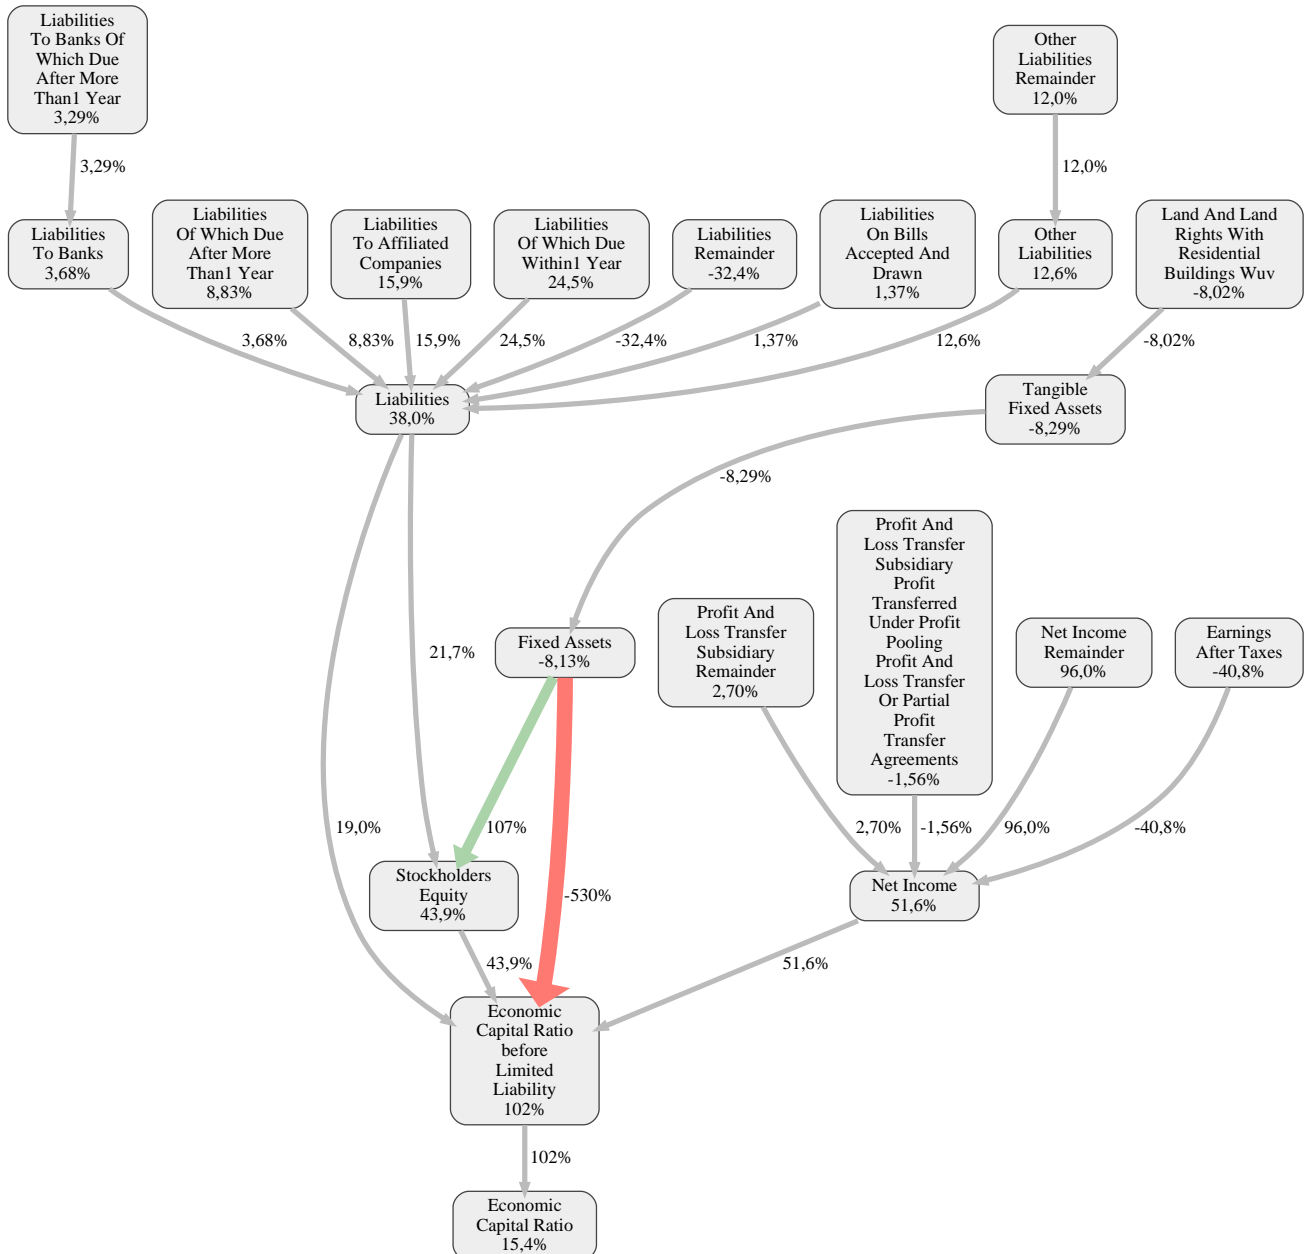 Liabilities
To Banks Of
Which Due
After More
Than1 Year
3,29%
Other
Liabilities
Remainder
12,0%
3,29%
12,0%
Liabilities
To Banks
3,68%
Liabilities
Of Which Due
After More
Than1 Year
8,83%
Liabilities
To Affiliated
Companies
15,9%
Liabilities
Of Which Due
Within1 Year
24,5%
Liabilities
Remainder
-32,4%
Liabilities
On Bills
Accepted And
Drawn
1,37%
Other
Liabilities
12,6%
Land And Land
Rights With
Residential
Buildings Wuv
-8,02%
3,68%
8,83%
15,9%
24,5%
-32,4%
1,37%
12,6%
-8,02%
Liabilities
38,0%
Tangible
Fixed Assets
-8,29%
-8,29%
Profit And
Loss Transfer
Subsidiary
Profit
Transferred
Under Profit
Pooling
Profit And
Loss Transfer
Or Partial
Profit
Transfer
Agreements
-1,56%
Profit And
Loss Transfer
Subsidiary
Remainder
2,70%
Net Income
Remainder
96,0%
Earnings
After Taxes
-40,8%
21,7%
Fixed Assets
-8,13%
19,0%
107%
2,70%
-1,56%
96,0%
-40,8%
Stockholders
Equity
43,9%
-530%
Net Income
51,6%
43,9%
51,6%
Economic
Capital Ratio
before
Limited
Liability
102%
102%
Economic
Capital Ratio
15,4%